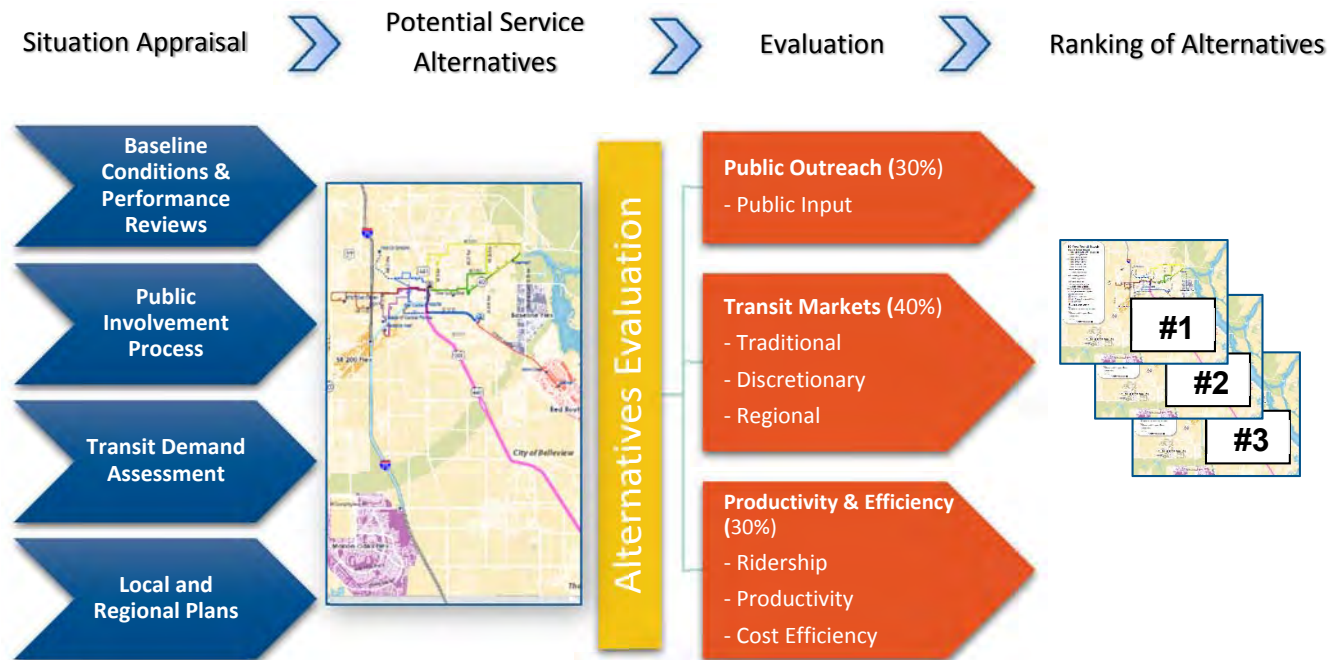 Situation Appraisal
Potential Service
Alternatives
Evaluation
Ranking of Alternatives
Baseline
Conditions &
Performance
Reviews
Public
Involvement
Process
Transit Demand
Assessment
Local and
Regional Plans
City of Belleview
Alternatives Evaluation
Public Outreach (30%)
- Public Input
Transit Markets (40%)
- Traditional
- Discretionary
- Regional
Productivity & Efficiency
(30%)
- Ridership
- Productivity
- Cost Efficiency
#1
#2
#3